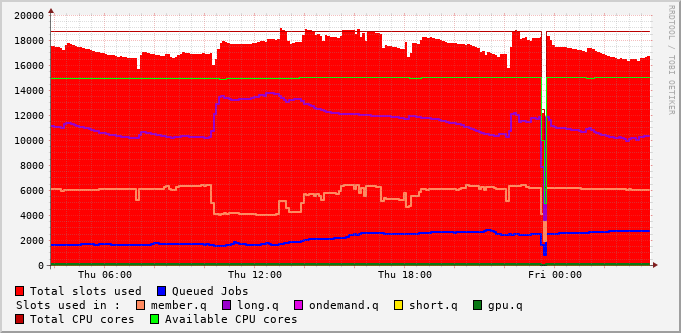 RRDTOOL / TOBI OETIKER
20000
18000
16000
14000
12000
10000
8000
6000
4000
2000
0
Thu 06:00 Thu 12:00 Thu 18:00 Fri 00:00
Total slots used Queued Jobs
Slots used in : member.q long.q ondemand.q short.q gpu.q
Total CPU cores Available CPU cores